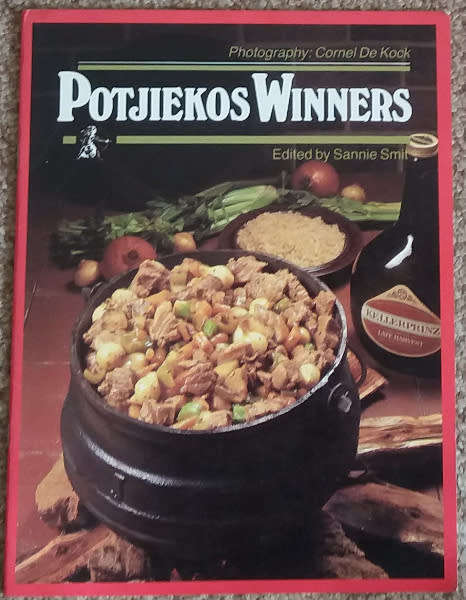 Photography: Cornel De Kock
POTJIEKOS WINNERS
Edited by Sannie Smit
KELLERPRINZ
LATE HARVEST